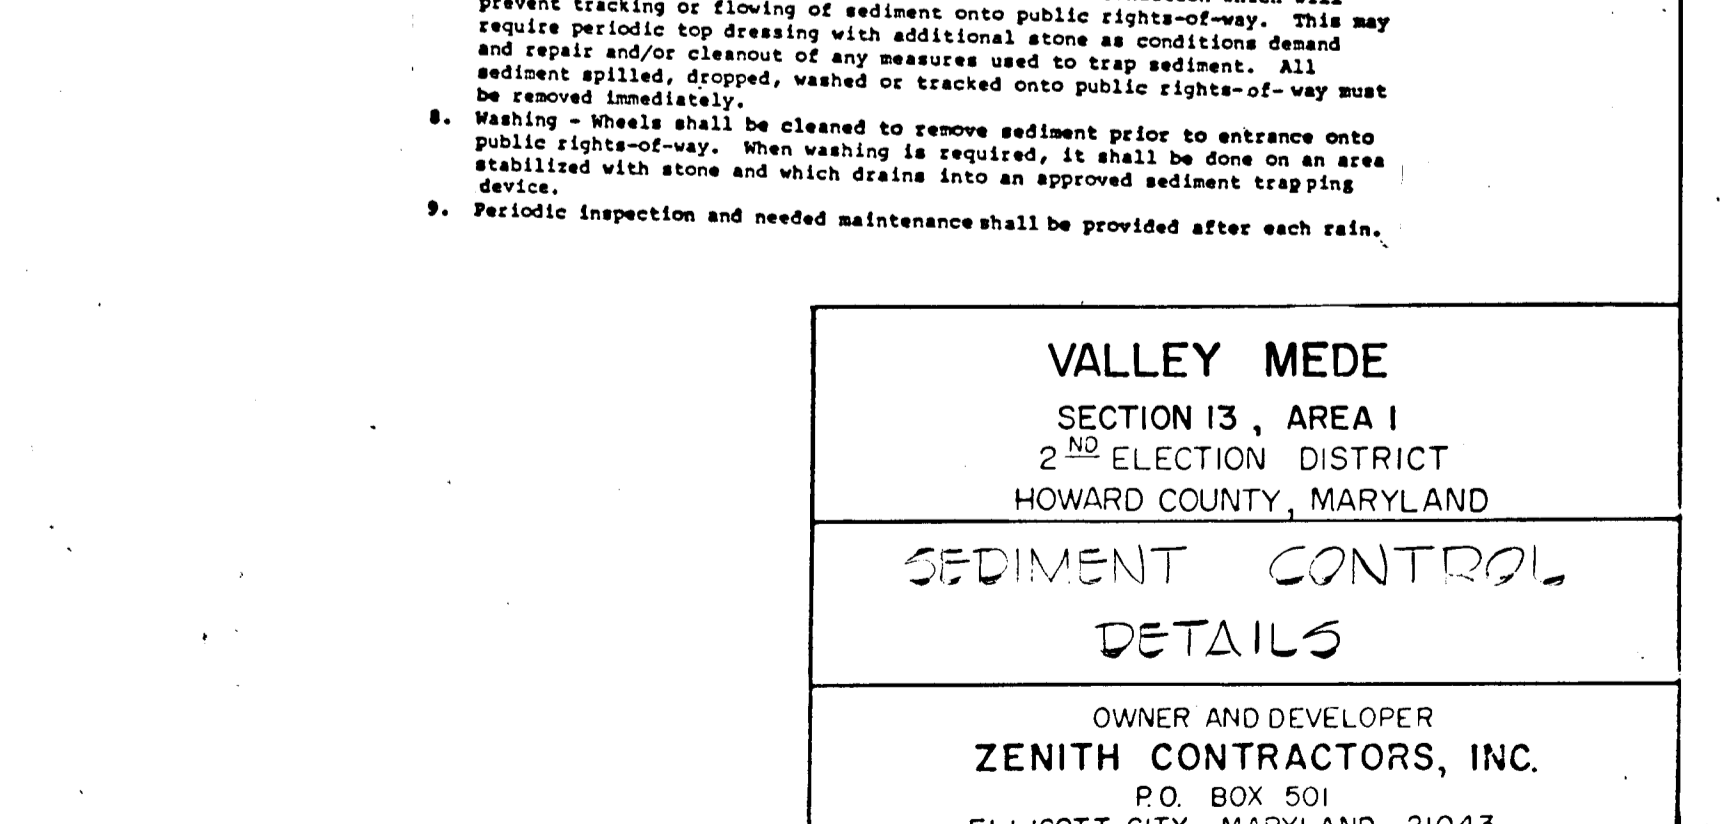 prevent tracking or flowing of sediment onto public rights-of-way. This may
require periodic top dressing with additional stone as conditions demand
and repair and/or cleanout of any measures used to trap sediment. All
sediment spilled, dropped, washed or tracked onto public rights-of- way must
be removed immediately.
8. Washing - Wheels shall be cleaned to remove sediment prior to entrance onto
public rights-of-way. When washing is required, it shall be done on an area
stabilized with stone and which drains into an approved sediment trapping
device.
9. Periodic inspection and needed maintenance shall be provided after each rain.
VALLEY MEDE
SECTION 13, AREA 1
2ND ELECTION DISTRICT
HOWARD COUNTY, MARYLAND
SEDIMENT CONTROL
DETAILS
OWNER AND DEVELOPER
ZENITH CONTRACTORS, INC.
P.O. BOX 501
ELLICOTT CITY, MARYLAND 21043